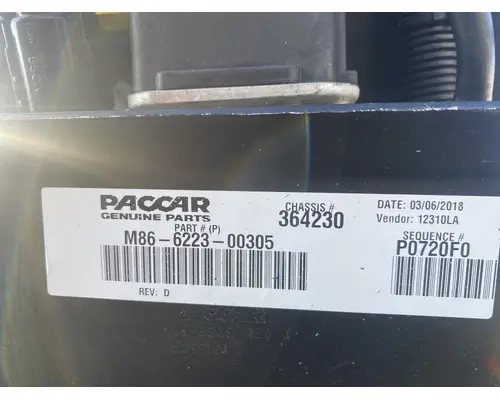 PACCAR
GENUINE PARTS
PART # (P)
M86-6223-00305
REV: D
CHASSIS #
364230
DATE: 03/06/2018
Vendor: 12310LA
SEQUENCE #
P0720F0